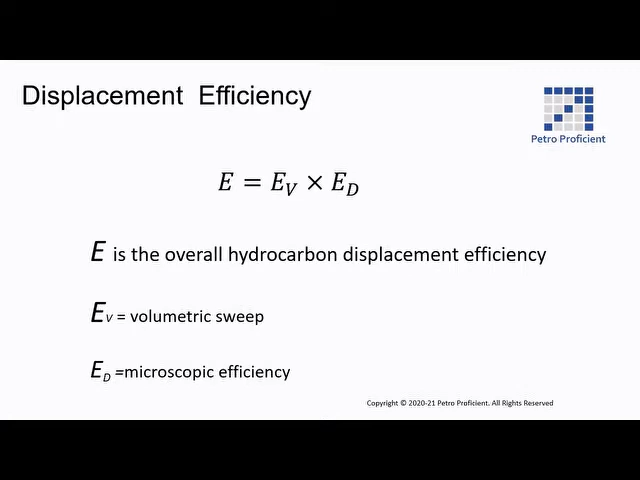 Displacement Efficiency
Petro Proficient
E = E_V × E_D
E is the overall hydrocarbon displacement efficiency
E_V = volumetric sweep
E_D =microscopic efficiency
Copyright © 2020-21 Petro Proficient. All Rights Reserved